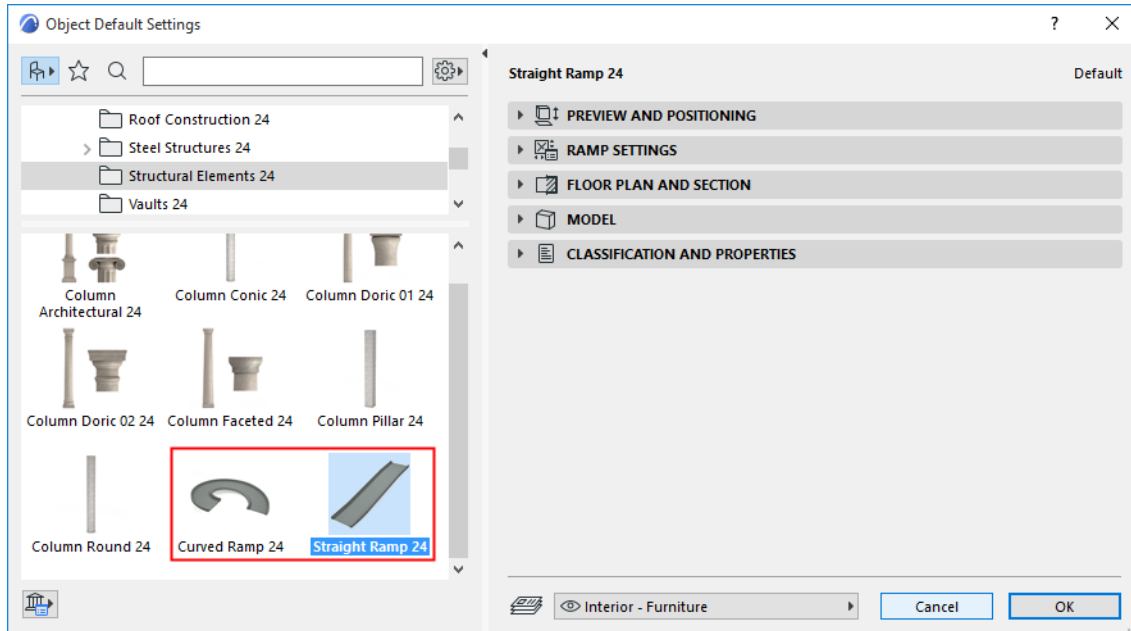 Object Default Settings
?
Roof Construction 24
Steel Structures 24
Structural Elements 24
Vaults 24
Column
Architectural 24
Column Conic 24
Column Doric 01 24
Column Doric 02 24
Column Faceted 24
Column Pillar 24
Column Round 24
Curved Ramp 24
Straight Ramp 24
Straight Ramp 24
Default
PREVIEW AND POSITIONING
RAMP SETTINGS
FLOOR PLAN AND SECTION
MODEL
CLASSIFICATION AND PROPERTIES
Interior - Furniture
Cancel
OK